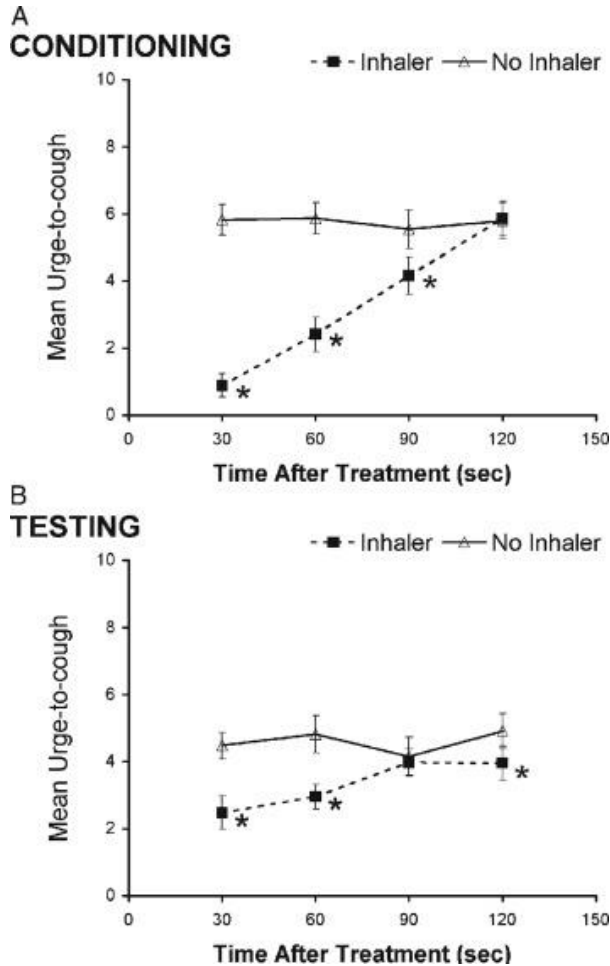 A
CONDITIONING
Inhaler No Inhaler
10
8
6
4
2
0
Mean Urge-to-cough
*
*
*
0 30 60 90 120 150
Time After Treatment (sec)
B
TESTING
Inhaler No Inhaler
10
8
6
4
2
0
Mean Urge-to-cough
*
*
*
0 30 60 90 120 150
Time After Treatment (sec)